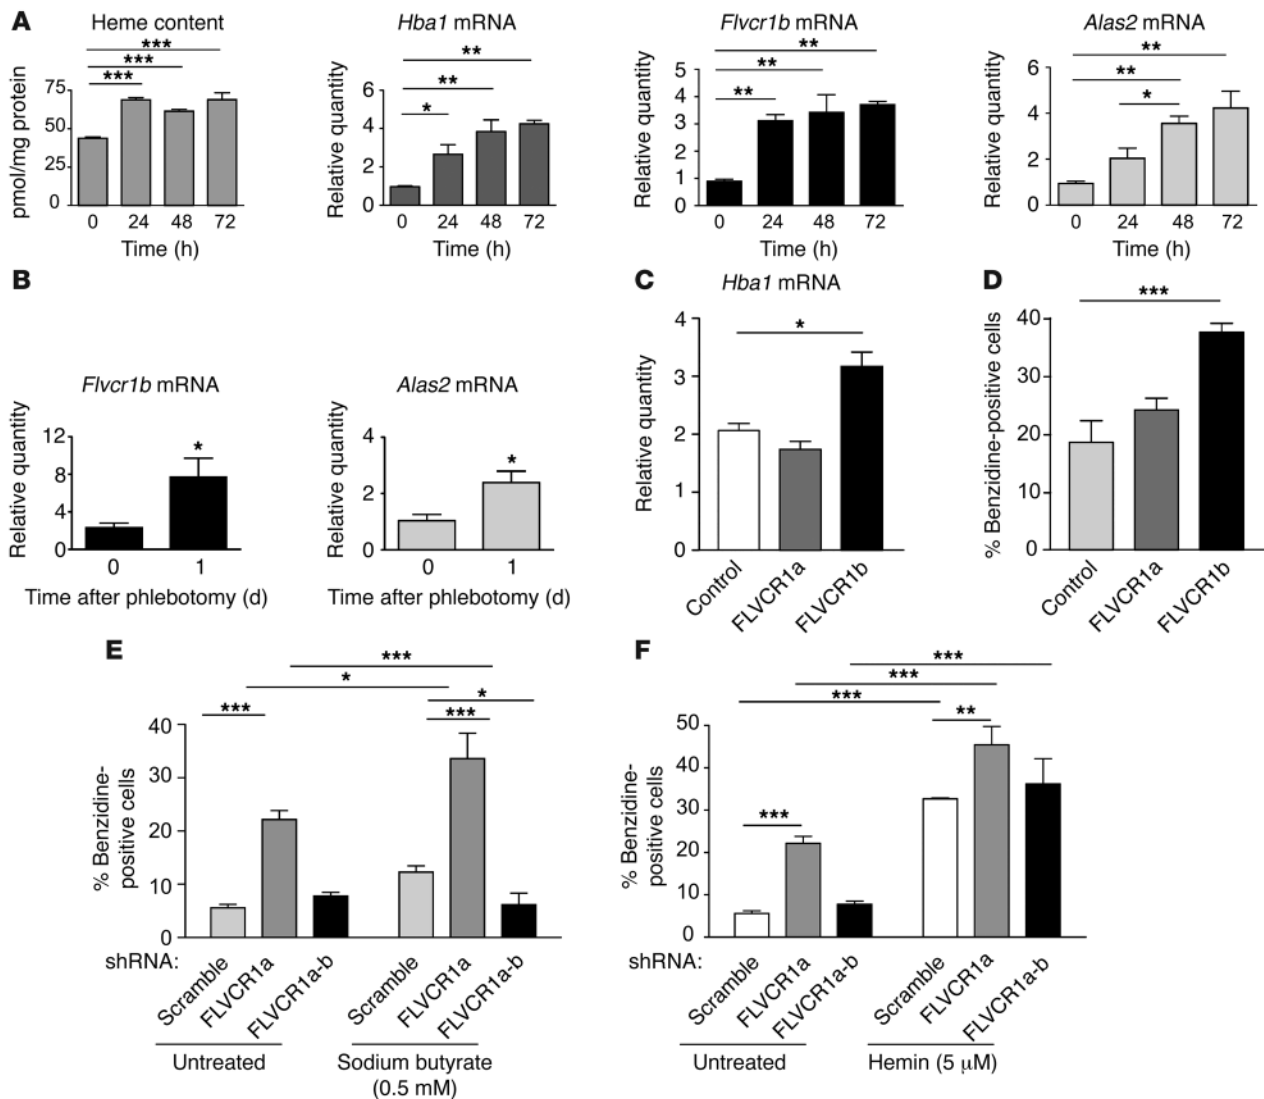 A
Heme content
***
***
***
pmol/mg protein
75
50
25
0
0 24 48 72
Time (h)
Hba1 mRNA
**
**
*
Relative quantity
6
4
2
0
0 24 48 72
Time (h)
Flvcr1b mRNA
**
**
**
Relative quantity
5
4
3
2
1
0
0 24 48 72
Time (h)
Alas2 mRNA
**
**
*
Relative quantity
6
4
2
0
0 24 48 72
Time (h)
B
Flvcr1b mRNA
*
Relative quantity
12
8
4
0
0 1
Time after phlebotomy (d)
Alas2 mRNA
*
Relative quantity
4
2
0
0 1
Time after phlebotomy (d)
C
Hba1 mRNA
*
Relative quantity
4
3
2
1
0
Control
FLVCR1a
FLVCR1b
D
***
% Benzidine-positive cells
40
30
20
10
0
Control
FLVCR1a
FLVCR1b
E
***
*
*
***
***
% Benzidine-
positive cells
40
30
20
10
0
shRNA:
Scramble
FLVCR1a
FLVCR1a-b
Scramble
FLVCR1a
FLVCR1a-b
Untreated
Sodium butyrate
(0.5 mM)
F
***
***
***
**
***
% Benzidine-
positive cells
50
40
30
20
10
0
shRNA:
Scramble
FLVCR1a
FLVCR1a-b
Scramble
FLVCR1a
FLVCR1a-b
Untreated
Hemin (5 μM)